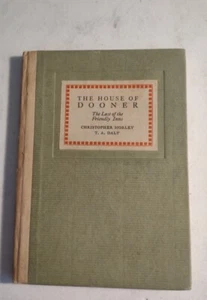 THE HOUSE OF
DOONER
The Last of the
Friendly Inns
CHRISTOPHER MORLEY
T. A. DALY